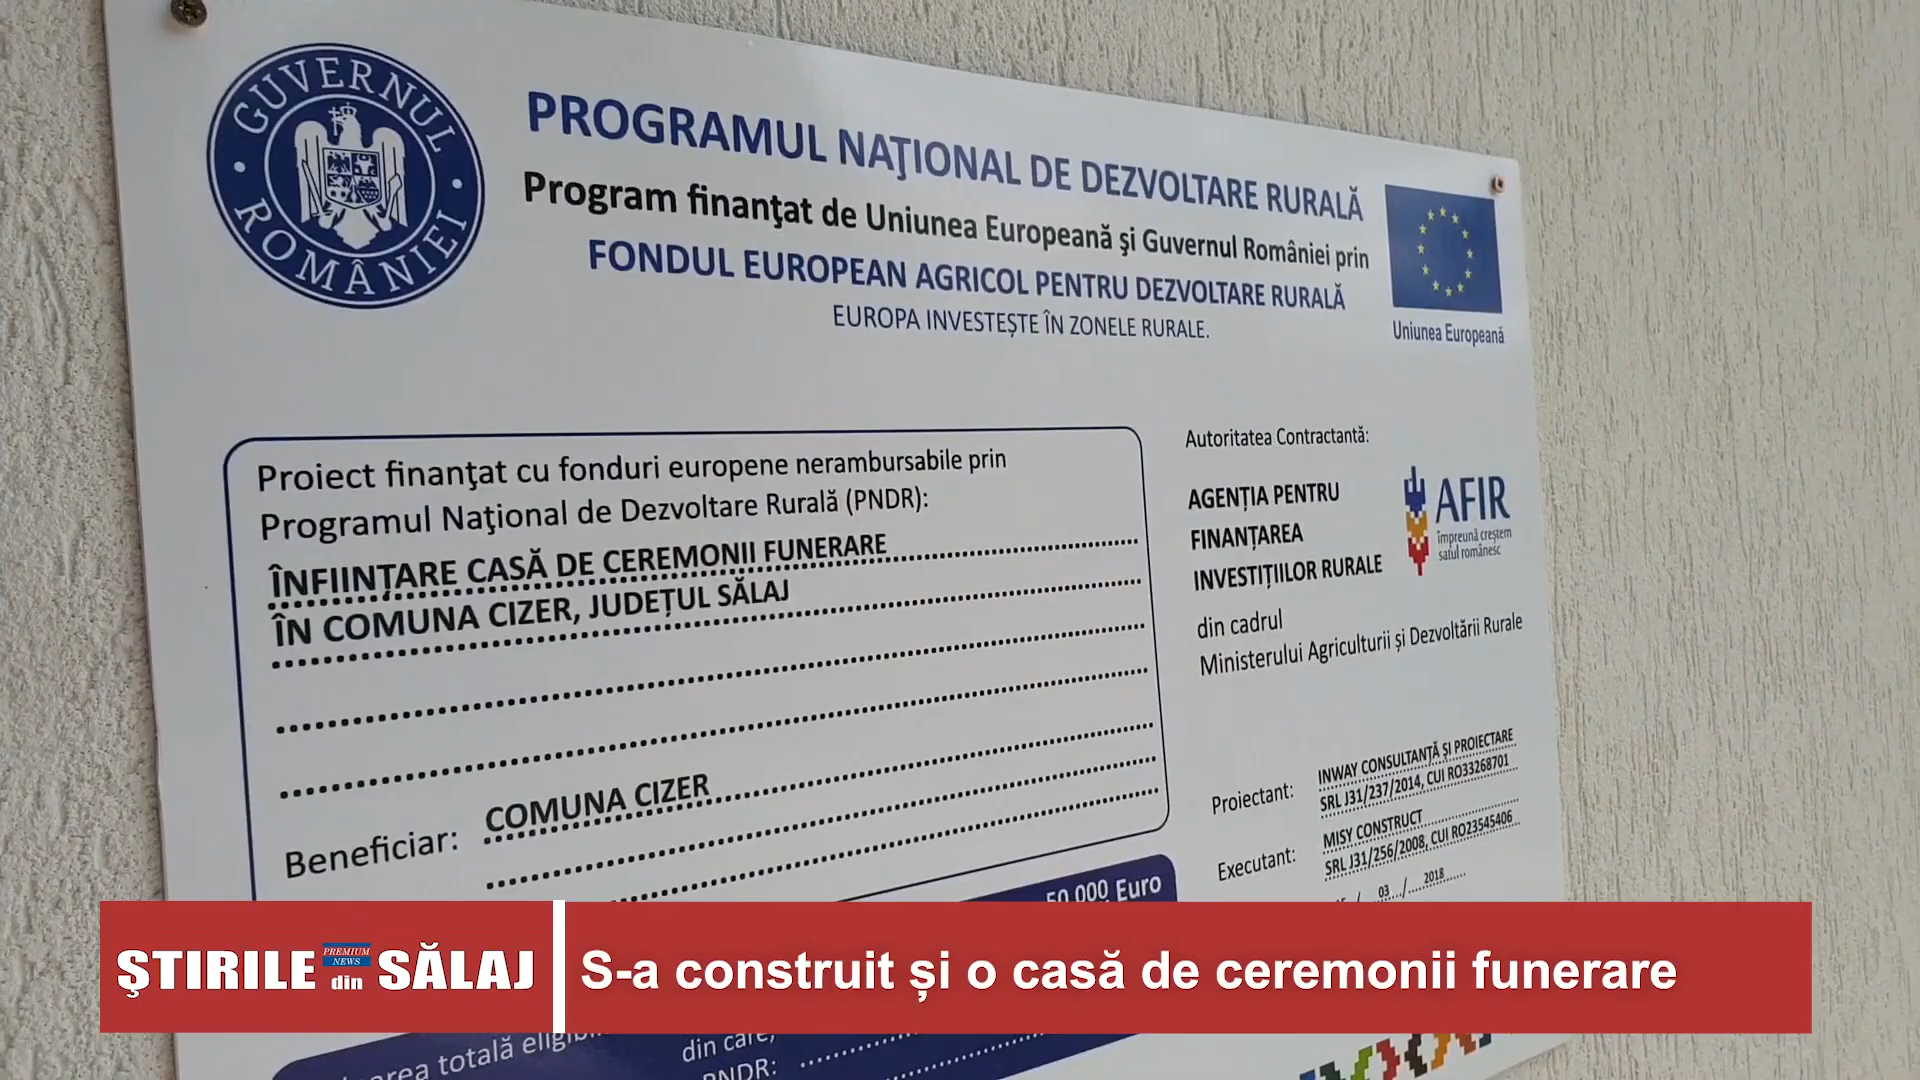 GUVERNUL ROMÂNIEI
PROGRAMUL NAŢIONAL DE DEZVOLTARE RURALĂ
Program finanţat de Uniunea Europeană şi Guvernul României prin
FONDUL EUROPEAN AGRICOL PENTRU DEZVOLTARE RURALĂ
EUROPA INVESTEȘTE ÎN ZONELE RURALE.
Uniunea Europeană
Proiect finanţat cu fonduri europene nerambursabile prin
Programul Naţional de Dezvoltare Rurală (PNDR):
ÎNFIINȚARE CASĂ DE CEREMONII FUNERARE
ÎN COMUNA CIZER, JUDEȚUL SĂLAJ
Beneficiar: COMUNA CIZER
Autoritatea Contractantă:
AGENȚIA PENTRU
FINANȚAREA
INVESTIȚIILOR RURALE
AFIR
împreună creștem
satul românesc
din cadrul
Ministerului Agriculturii și Dezvoltării Rurale
Proiectant: INWAY CONSULTANȚĂ ȘI PROIECTARE
SRL J31/237/2014, CUI RO33268701
Executant: MISY CONSTRUCT
SRL J31/256/2008, CUI RO23545406
/ 03 / 2018
50.000 Euro
ŞTIRILE PREMIUM NEWS din SĂLAJ
S-a construit și o casă de ceremonii funerare
totală
din care,
PNDR: